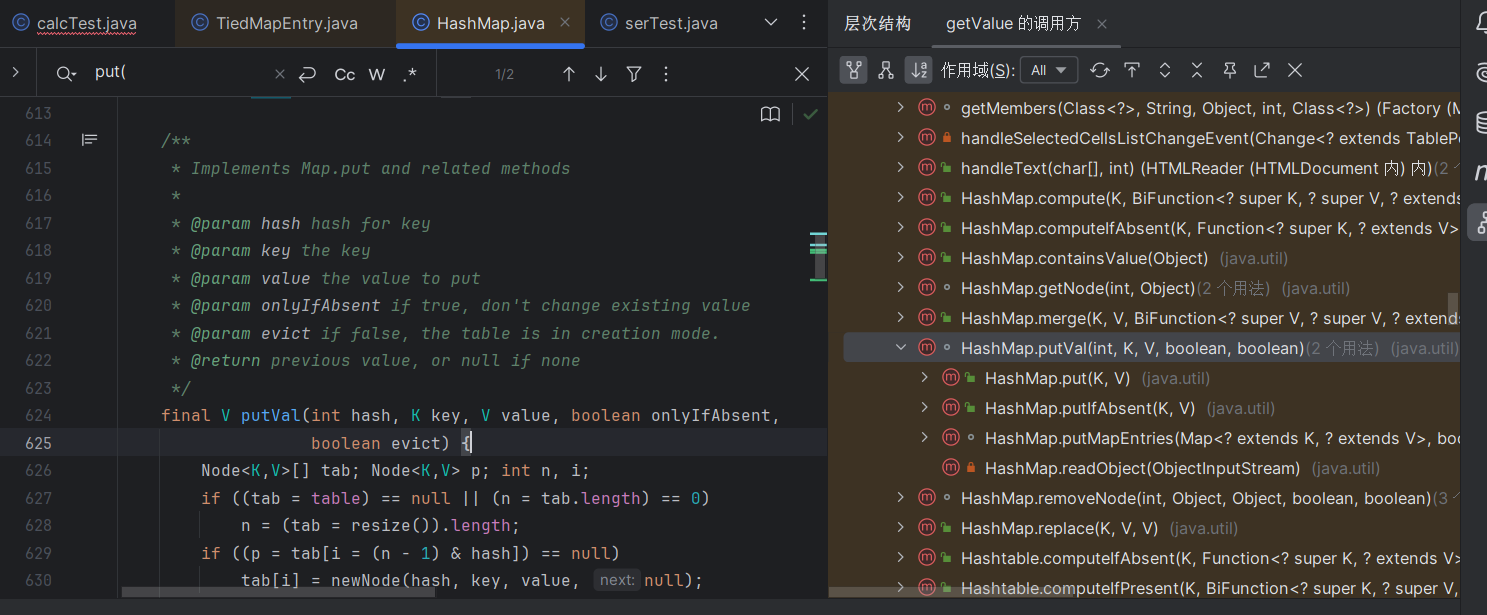 calcTest.java
TiedMapEntry.java
HashMap.java
serTest.java
put(
Cc
W
.*
1/2
613
614 /**
615 * Implements Map.put and related methods
616 *
617 * @param hash hash for key
618 * @param key the key
619 * @param value the value to put
620 * @param onlyIfAbsent if true, don't change existing value
621 * @param evict if false, the table is in creation mode.
622 * @return previous value, or null if none
623 */
624 final V putVal(int hash, K key, V value, boolean onlyIfAbsent,
625 boolean evict) {
626 Node<K,V>[] tab; Node<K,V> p; int n, i;
627 if ((tab = table) == null || (n = tab.length) == 0)
628 n = (tab = resize()).length;
629 if ((p = tab[i = (n - 1) & hash]) == null)
630 tab[i] = newNode(hash, key, value, next: null);
层次结构
getValue 的调用方
作用域(S):
All
getMembers(Class<?>, String, Object, int, Class<?>) (Factory (M
handleSelectedCellsListChangeEvent(Change<? extends TablePo
handleText(char[], int) (HTMLReader (HTMLDocument 内) 内)(2 个
HashMap.compute(K, BiFunction<? super K, ? super V, ? extends
HashMap.computeIfAbsent(K, Function<? super K, ? extends V>
HashMap.containsValue(Object) (java.util)
HashMap.getNode(int, Object)(2 个用法) (java.util)
HashMap.merge(K, V, BiFunction<? super V, ? super V, ? extends
HashMap.putVal(int, K, V, boolean, boolean)(2 个用法) (java.util)
HashMap.put(K, V) (java.util)
HashMap.putIfAbsent(K, V) (java.util)
HashMap.putMapEntries(Map<? extends K, ? extends V>, boo
HashMap.readObject(ObjectInputStream) (java.util)
HashMap.removeNode(int, Object, Object, boolean, boolean)(3 个
HashMap.replace(K, V, V) (java.util)
Hashtable.computeIfAbsent(K, Function<? super K, ? extends V>
Hashtable.computeIfPresent(K, BiFunction<? super K, ? super V,